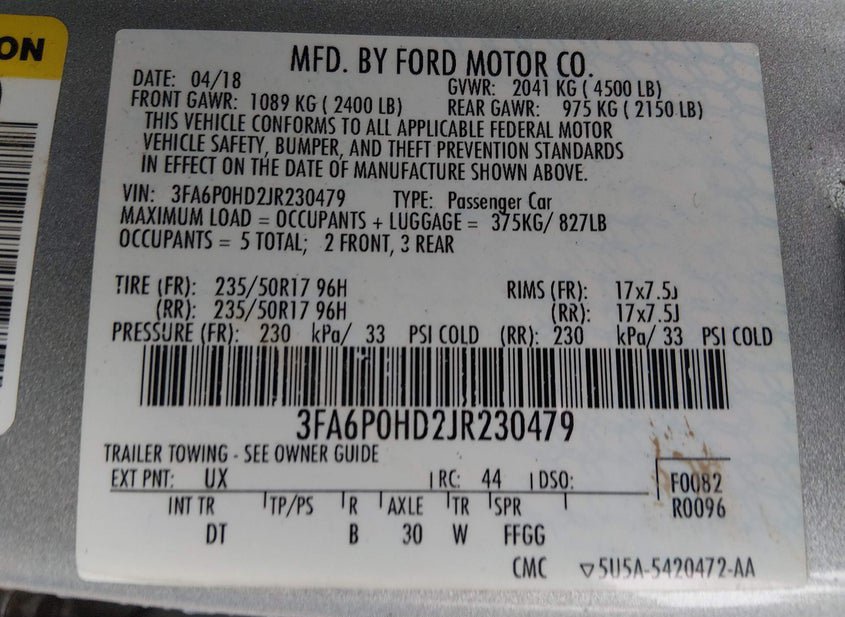 ON
MFD. BY FORD MOTOR CO.
DATE: 04/18 GVWR: 2041 KG ( 4500 LB)
FRONT GAWR: 1089 KG ( 2400 LB) REAR GAWR: 975 KG ( 2150 LB)
THIS VEHICLE CONFORMS TO ALL APPLICABLE FEDERAL MOTOR
VEHICLE SAFETY, BUMPER, AND THEFT PREVENTION STANDARDS
IN EFFECT ON THE DATE OF MANUFACTURE SHOWN ABOVE.
VIN: 3FA6P0HD2JR230479 TYPE: Passenger Car
MAXIMUM LOAD = OCCUPANTS + LUGGAGE = 375KG/ 827LB
OCCUPANTS = 5 TOTAL; 2 FRONT, 3 REAR
TIRE (FR): 235/50R17 96H RIMS (FR): 17x7.5J
(RR): 235/50R17 96H (RR): 17x7.5J
PRESSURE (FR): 230 kPa/ 33 PSI COLD (RR): 230 kPa/ 33 PSI COLD
3FA6P0HD2JR230479
TRAILER TOWING - SEE OWNER GUIDE
EXT PNT: UX RC: 44 DSO: F0082
INT TR TP/PS R AXLE TR SPR R0096
DT B 30 W FFGG
CMC ▽5U5A-5420472-AA